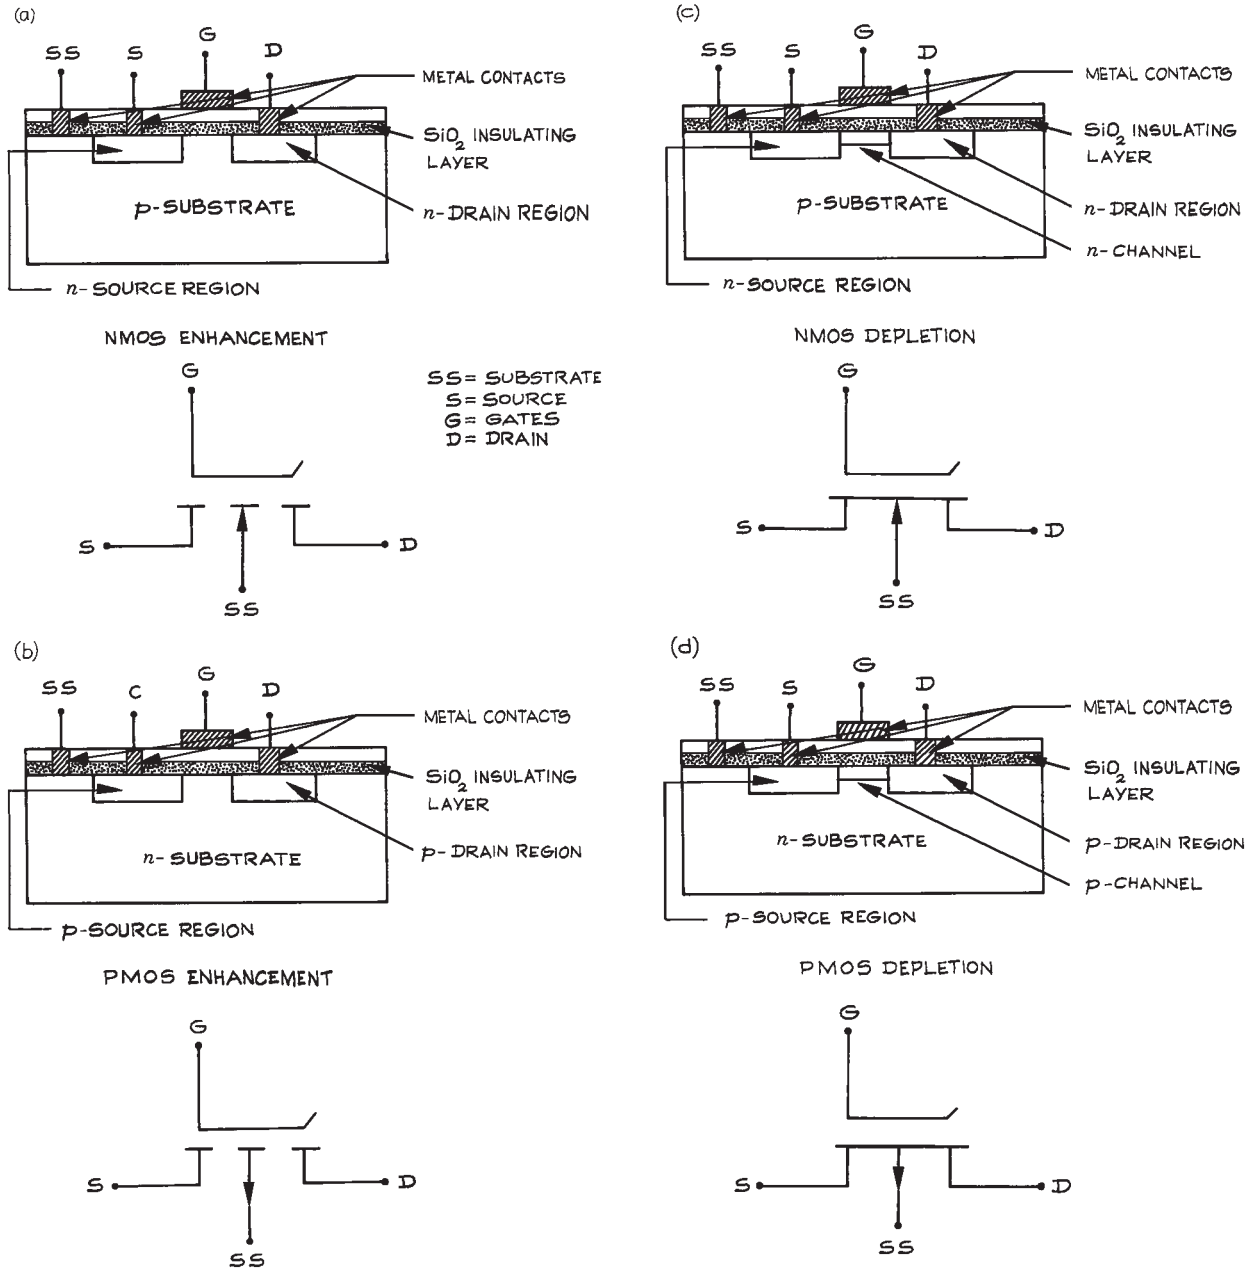 (a)
G
SS
S
D
METAL CONTACTS
SiO2 INSULATING
LAYER
p-SUBSTRATE
n-DRAIN REGION
n-SOURCE REGION
NMOS ENHANCEMENT
G
SS = SUBSTRATE
S = SOURCE
G = GATES
D = DRAIN
S
D
SS
(c)
G
SS
S
D
METAL CONTACTS
SiO2 INSULATING
LAYER
p-SUBSTRATE
n-DRAIN REGION
n-CHANNEL
n-SOURCE REGION
NMOS DEPLETION
G
S
D
SS
(b)
G
SS
C
D
METAL CONTACTS
SiO2 INSULATING
LAYER
n-SUBSTRATE
p-DRAIN REGION
p-SOURCE REGION
PMOS ENHANCEMENT
G
S
D
SS
(d)
G
SS
S
D
METAL CONTACTS
SiO2 INSULATING
LAYER
n-SUBSTRATE
p-DRAIN REGION
p-CHANNEL
p-SOURCE REGION
PMOS DEPLETION
G
S
D
SS